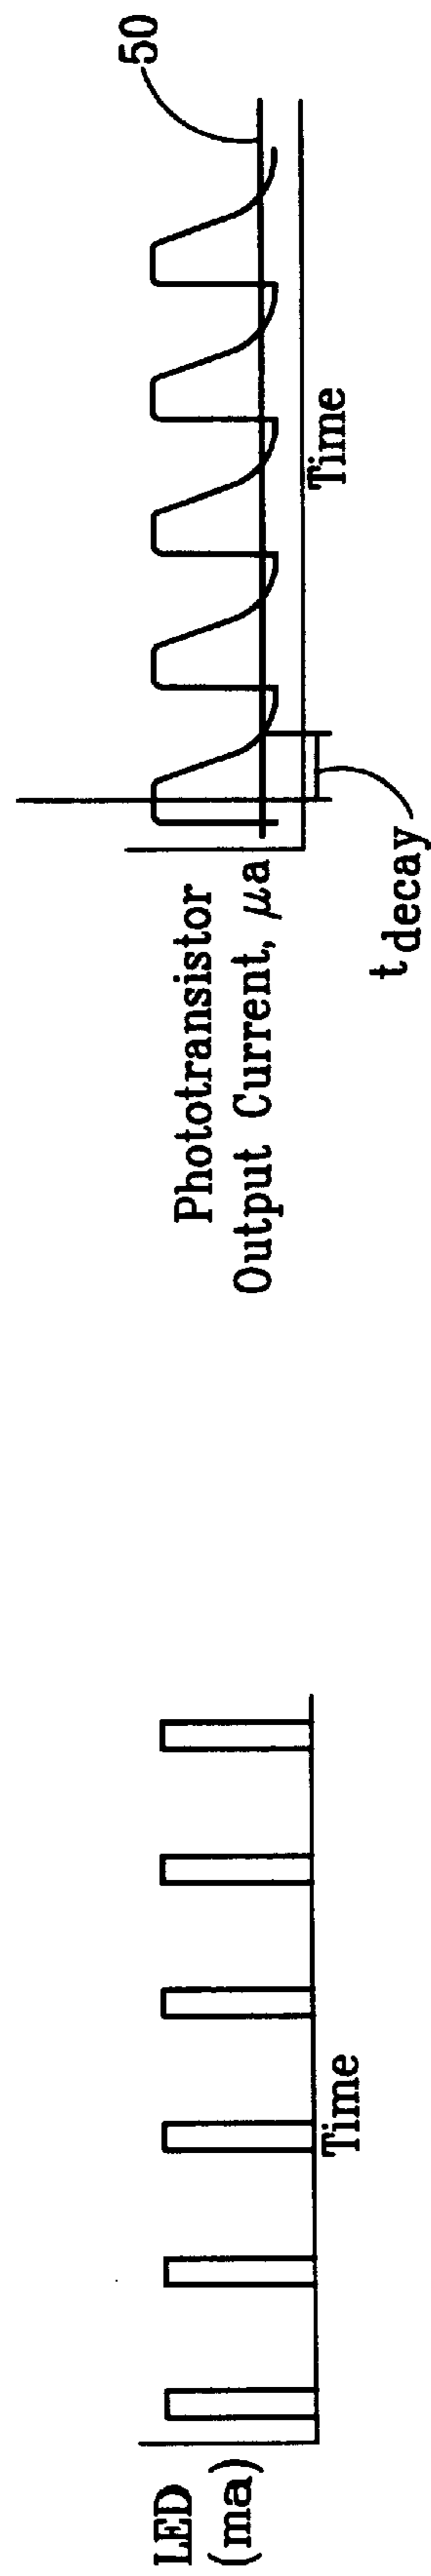 LED
(ma)
Time
Phototransistor
Output Current, μa
Time
50
t decay